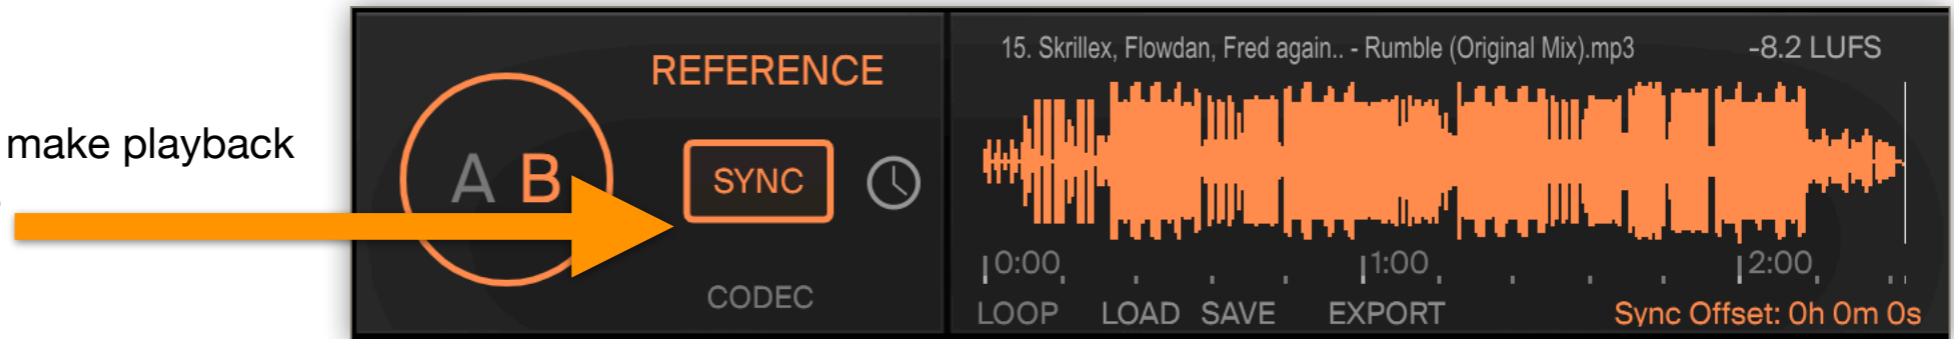 make playback
A B
REFERENCE
SYNC
CODEC
15. Skrillex, Flowdan, Fred again.. - Rumble (Original Mix).mp3
-8.2 LUFS
0:00 1:00 2:00
LOOP LOAD SAVE EXPORT Sync Offset: 0h 0m 0s